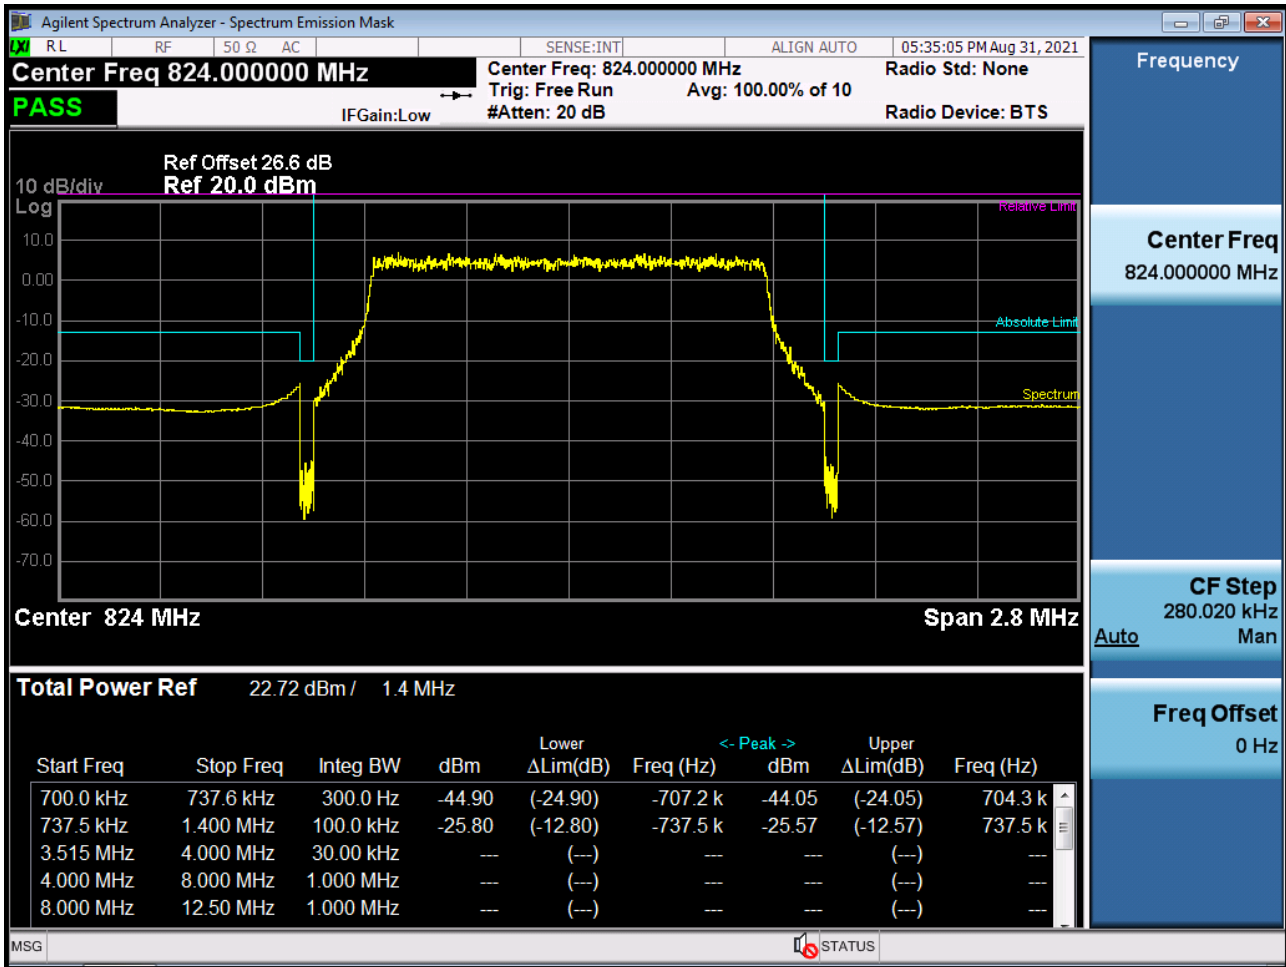 Agilent Spectrum Analyzer - Spectrum Emission Mask
LXI RL RF 50 Ω AC SENSE:INT ALIGN AUTO 05:35:05 PM Aug 31, 2021
Center Freq 824.000000 MHz
Center Freq: 824.000000 MHz Radio Std: None
Trig: Free Run Avg: 100.00% of 10
PASS
IFGain:Low #Atten: 20 dB Radio Device: BTS
Ref Offset 26.6 dB
10 dB/div Ref 20.0 dBm
Log
Relative Limit
10.0
0.00
-10.0
Absolute Limit
-20.0
-30.0
Spectrum
-40.0
-50.0
-60.0
-70.0
Center 824 MHz Span 2.8 MHz
Total Power Ref 22.72 dBm / 1.4 MHz
Lower <- Peak -> Upper
Start Freq Stop Freq Integ BW dBm ΔLim(dB) Freq (Hz) dBm ΔLim(dB) Freq (Hz)
700.0 kHz 737.6 kHz 300.0 Hz -44.90 (-24.90) -707.2 k -44.05 (-24.05) 704.3 k
737.5 kHz 1.400 MHz 100.0 kHz -25.80 (-12.80) -737.5 k -25.57 (-12.57) 737.5 k
3.515 MHz 4.000 MHz 30.00 kHz --- (---) --- --- (---) ---
4.000 MHz 8.000 MHz 1.000 MHz --- (---) --- --- (---) ---
8.000 MHz 12.50 MHz 1.000 MHz --- (---) --- --- (---) ---
MSG STATUS
Frequency
Center Freq
824.000000 MHz
CF Step
280.020 kHz
Auto Man
Freq Offset
0 Hz